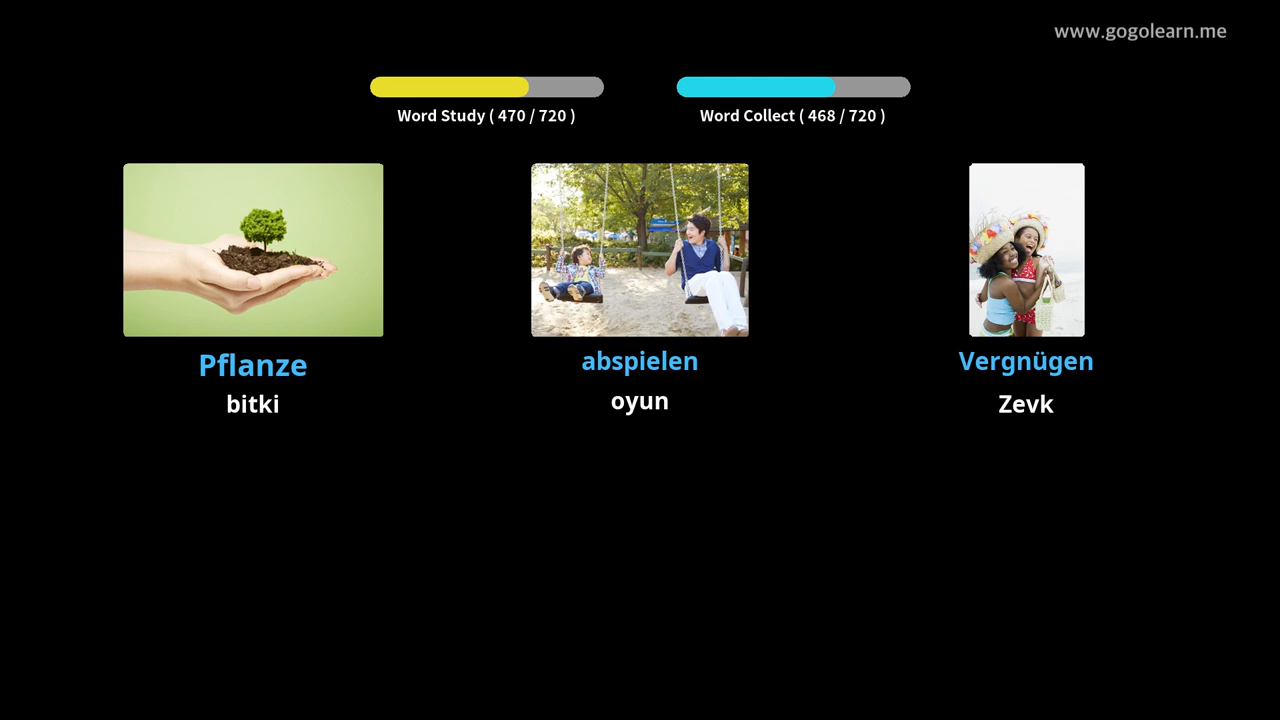 www.gogolearn.me
Word Study ( 470 / 720 )
Word Collect ( 468 / 720 )
Pflanze
bitki
abspielen
oyun
Vergnügen
Zevk